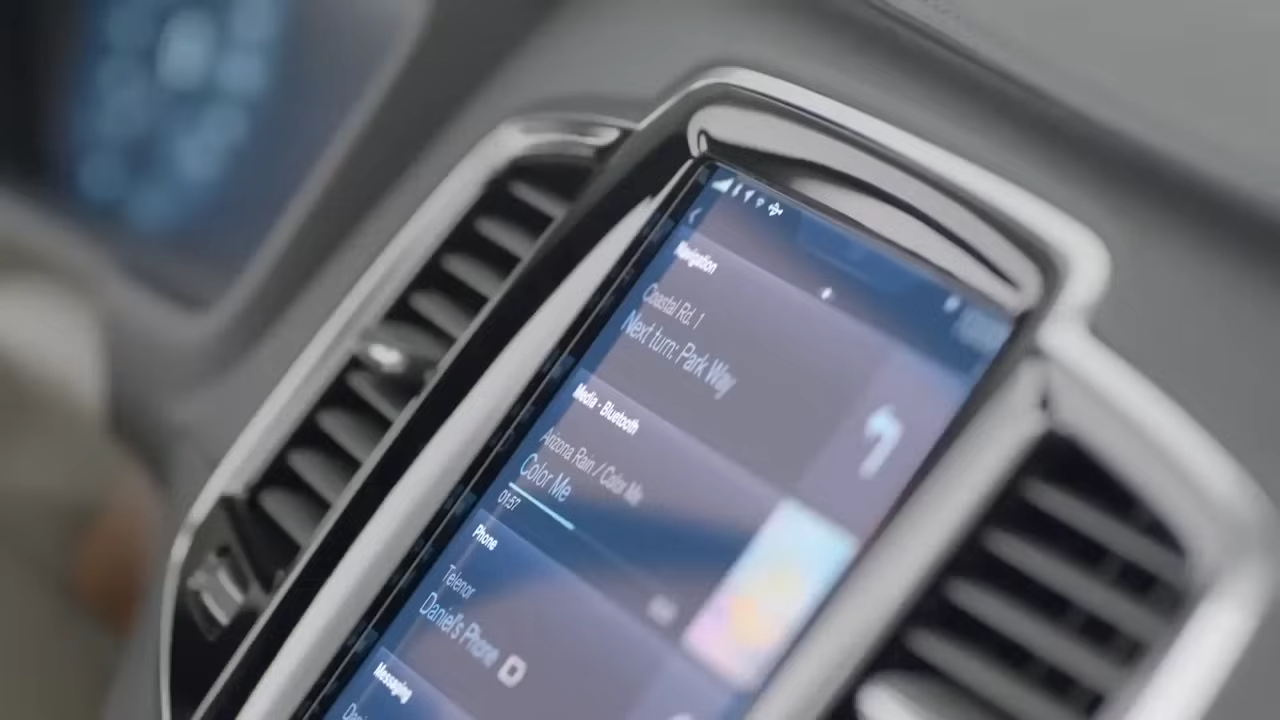 Navigation
Coastal Rd. 1
Next turn: Park Way
Media - Bluetooth
Arizona Rain / Color Me
Color Me
01:57
Phone
Telenor
Daniel's Phone
Messaging